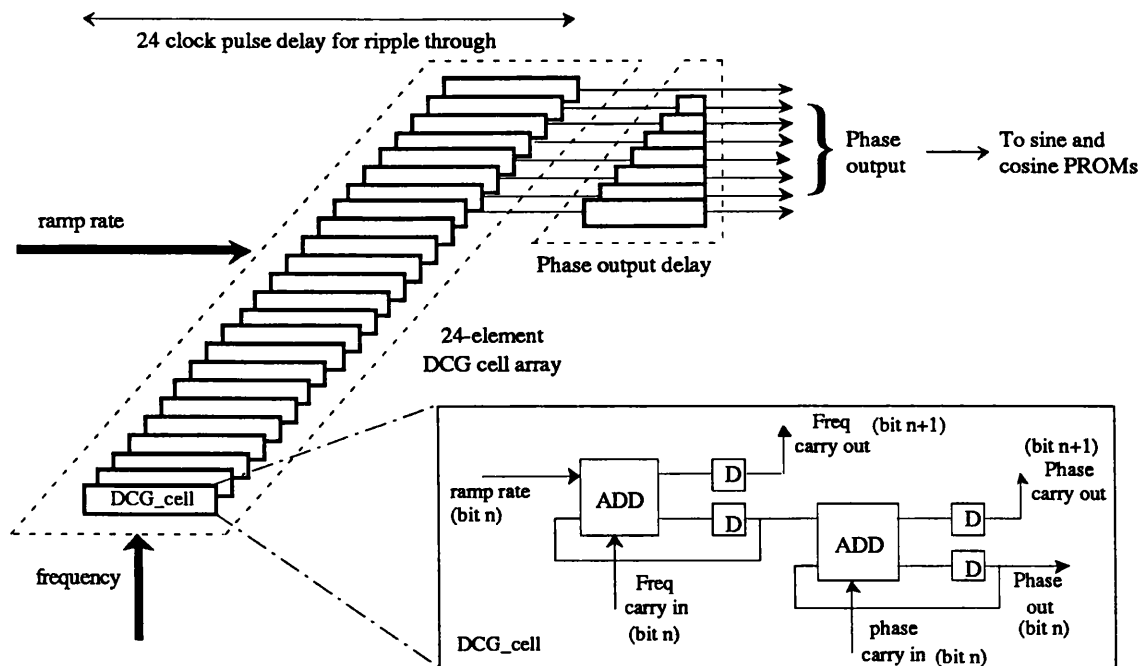 24 clock pulse delay for ripple through
Phase
output
To sine and
cosine PROMs
ramp rate
Phase output delay
24-element
DCG cell array
DCG_cell
frequency
Freq
carry out
(bit n+1)
(bit n+1)
Phase
carry out
ramp rate
(bit n)
ADD
D
D
ADD
D
D
Freq
carry in
(bit n)
Phase
out
(bit n)
phase
carry in (bit n)
DCG_cell